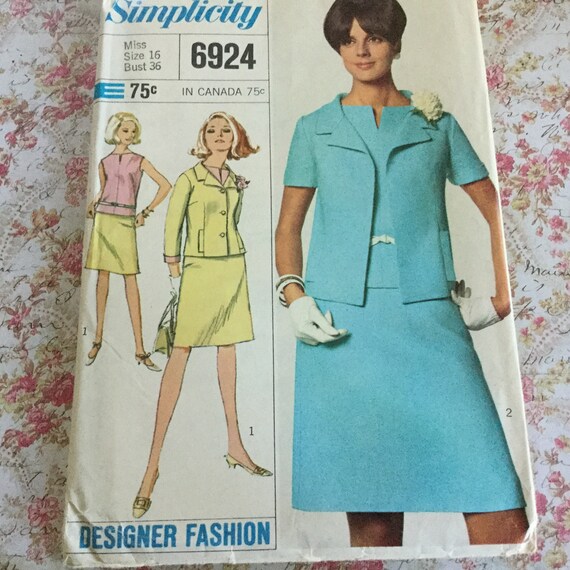 Simplicity
Miss
Size 16
Bust 36
6924
75c
IN CANADA 75c
1
1
2
DESIGNER FASHION